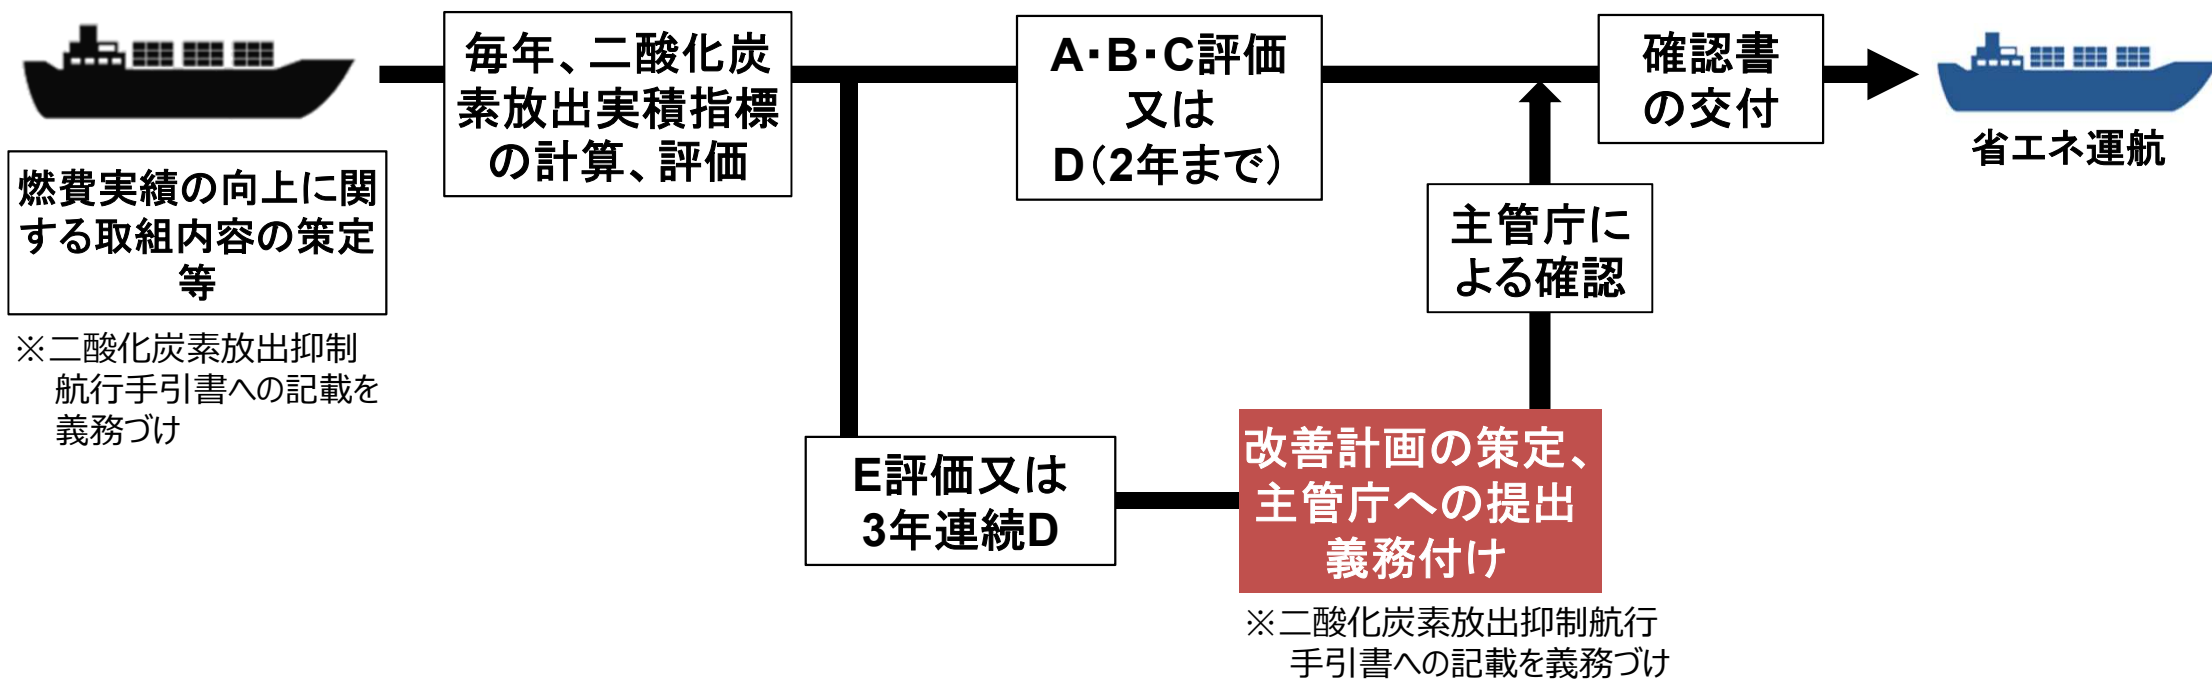 毎年、二酸化炭
素放出実積指標
の計算、評価
A・B・C評価
又は
D(2年まで)
確認書
の交付
省エネ運航
燃費実績の向上に関
する取組内容の策定
等
※二酸化炭素放出抑制
航行手引書への記載を
義務づけ
主管庁に
よる確認
E評価又は
3年連続D
改善計画の策定、
主管庁への提出
義務付け
※二酸化炭素放出抑制航行
手引書への記載を義務づけ